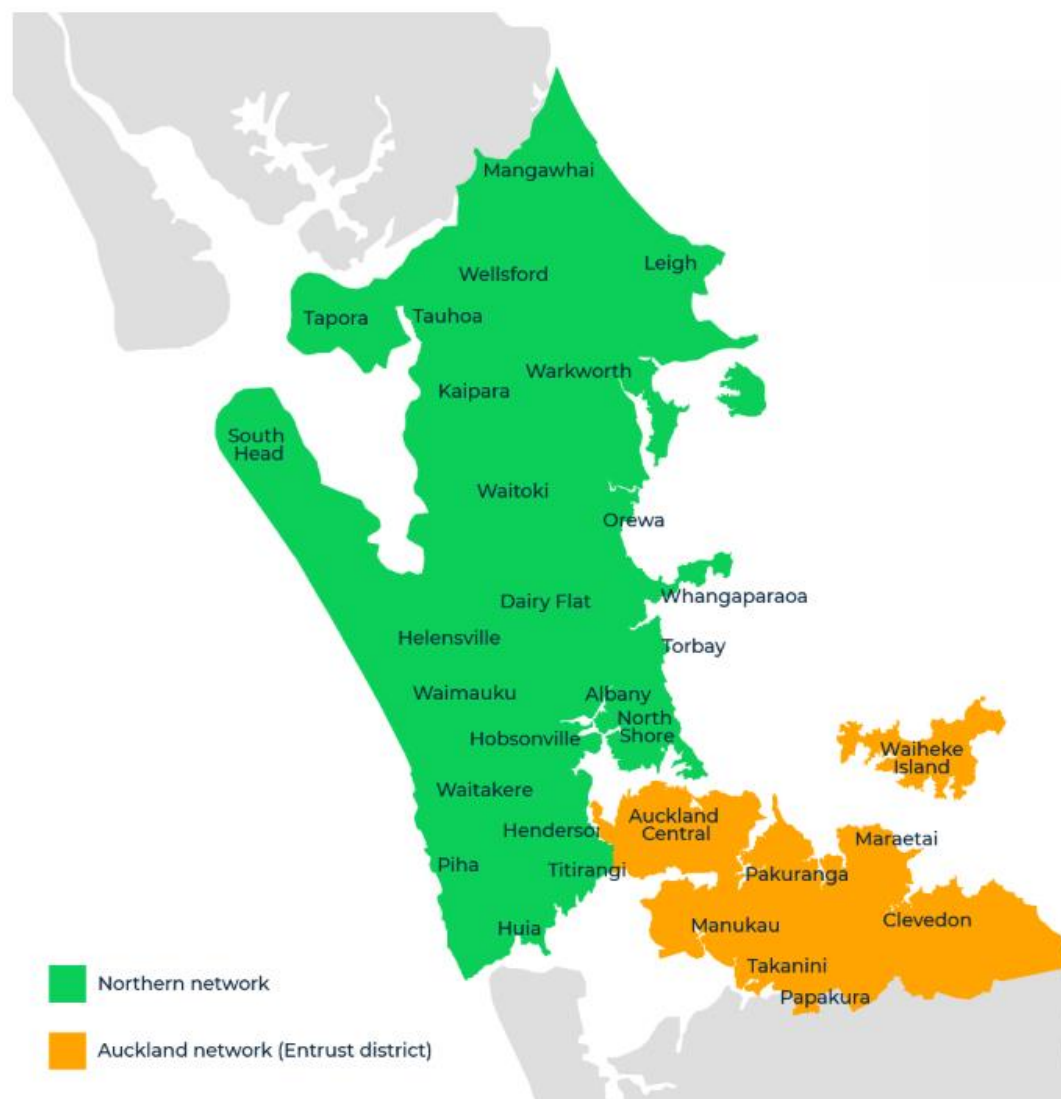 Mangawhai
Leigh
Wellsford
Tapora
Tauhoa
Warkworth
Kaipara
South
Head
Waitoki
Orewa
Whangaparaoa
Dairy Flat
Helensville
Torbay
Waimauku
Albany
North
Shore
Hobsonville
Waiheke
Island
Waitakere
Auckland
Central
Hendersoi
Maraetai
Piha
Titirangi
Pakuranga
Clevedon
Manukau
Huia
Takanini
Papakura
Northern network
Auckland network (Entrust district)